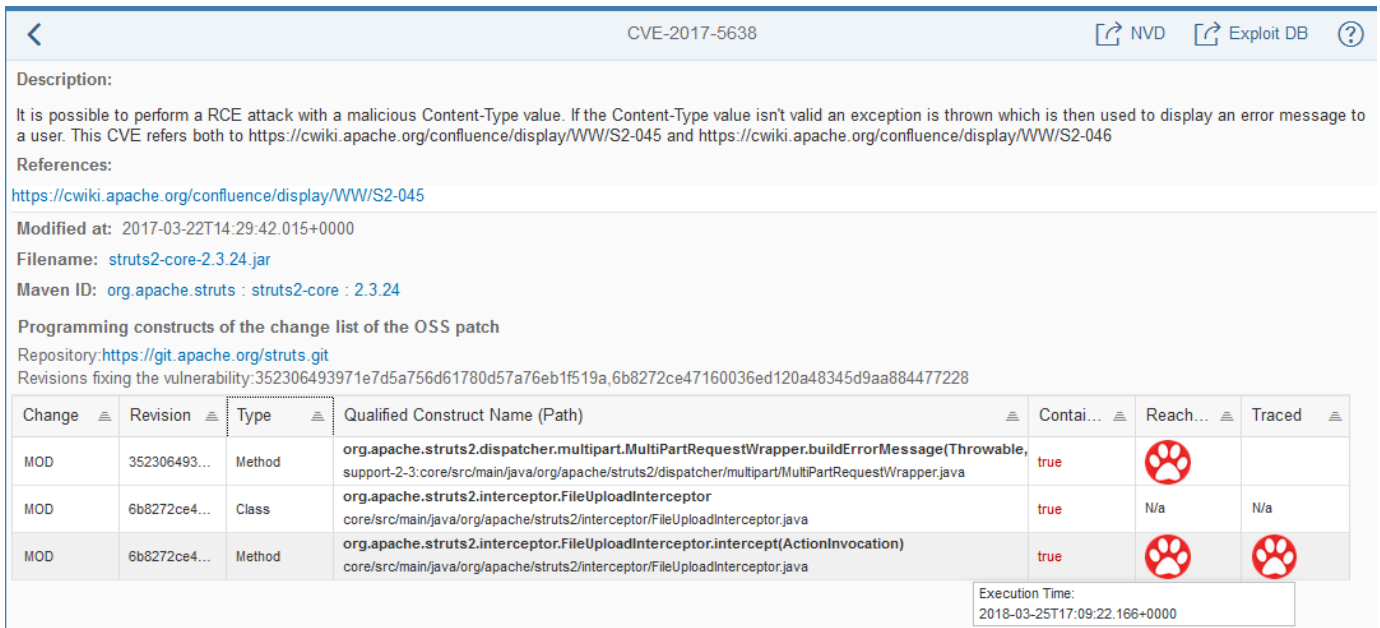 CVE-2017-5638
NVD
Exploit DB
Description:
It is possible to perform a RCE attack with a malicious Content-Type value. If the Content-Type value isn't valid an exception is thrown which is then used to display an error message to
a user. This CVE refers both to https://cwiki.apache.org/confluence/display/WW/S2-045 and https://cwiki.apache.org/confluence/display/WW/S2-046
References:
https://cwiki.apache.org/confluence/display/WW/S2-045
Modified at: 2017-03-22T14:29:42.015+0000
Filename: struts2-core-2.3.24.jar
Maven ID: org.apache.struts : struts2-core : 2.3.24
Programming constructs of the change list of the OSS patch
Repository:https://git.apache.org/struts.git
Revisions fixing the vulnerability:352306493971e7d5a756d61780d57a76eb1f519a,6b8272ce47160036ed120a48345d9aa884477228
Change Revision Type Qualified Construct Name (Path) Contai... Reach... Traced
MOD 352306493... Method org.apache.struts2.dispatcher.multipart.MultiPartRequestWrapper.buildErrorMessage(Throwable, true
support-2-3:core/src/main/java/org/apache/struts2/dispatcher/multipart/MultiPartRequestWrapper.java
MOD 6b8272ce4... Class org.apache.struts2.interceptor.FileUploadInterceptor true N/a N/a
core/src/main/java/org/apache/struts2/interceptor/FileUploadInterceptor.java
MOD 6b8272ce4... Method org.apache.struts2.interceptor.FileUploadInterceptor.intercept(ActionInvocation) true
core/src/main/java/org/apache/struts2/interceptor/FileUploadInterceptor.java
Execution Time:
2018-03-25T17:09:22.166+0000